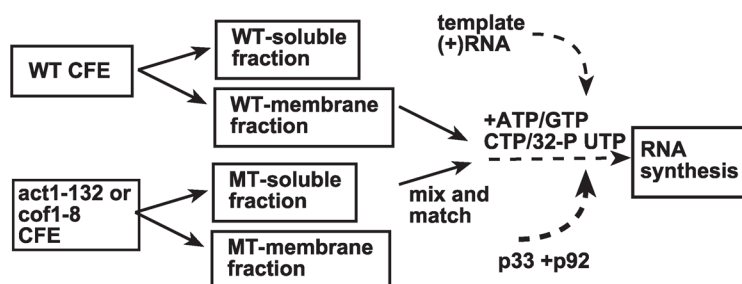 WT CFE
WT-soluble
fraction
WT-membrane
fraction
act1-132 or
cof1-8
CFE
MT-soluble
fraction
MT-membrane
fraction
mix and
match
template
(+)RNA
+ATP/GTP
CTP/32-P UTP
p33 +p92
RNA
synthesis